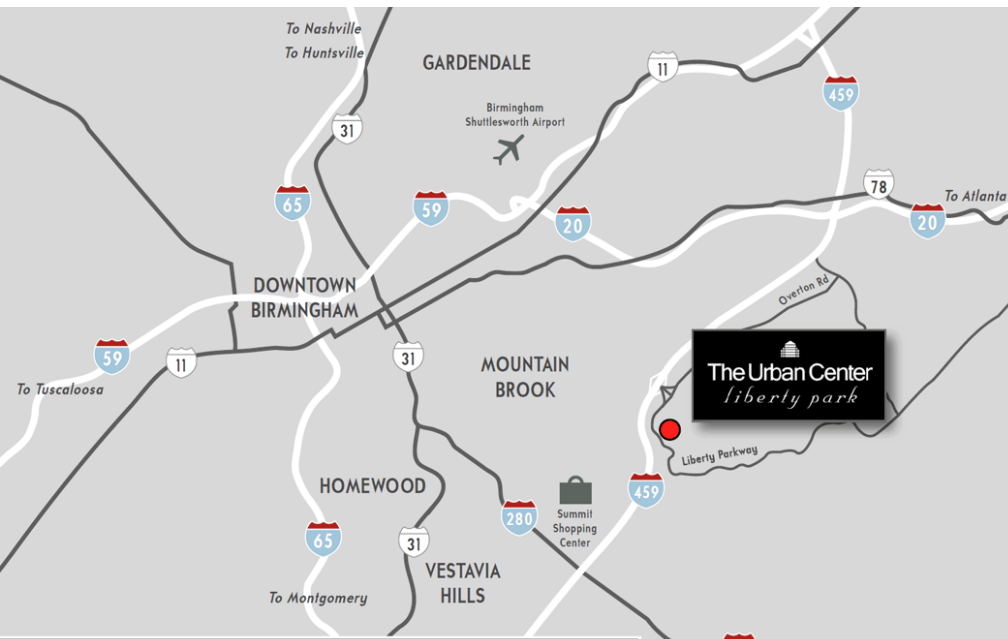 To Nashville
To Huntsville
GARDENDALE
11
459
Birmingham
Shuttlesworth Airport
31
78
To Atlanta
65
59
20
20
DOWNTOWN
BIRMINGHAM
Overton Rd
59
11
31
MOUNTAIN
BROOK
The Urban Center
liberty park
To Tuscaloosa
Liberty Parkway
HOMEWOOD
459
280
Summit
Shopping
Center
65
31
VESTAVIA
HILLS
To Montgomery